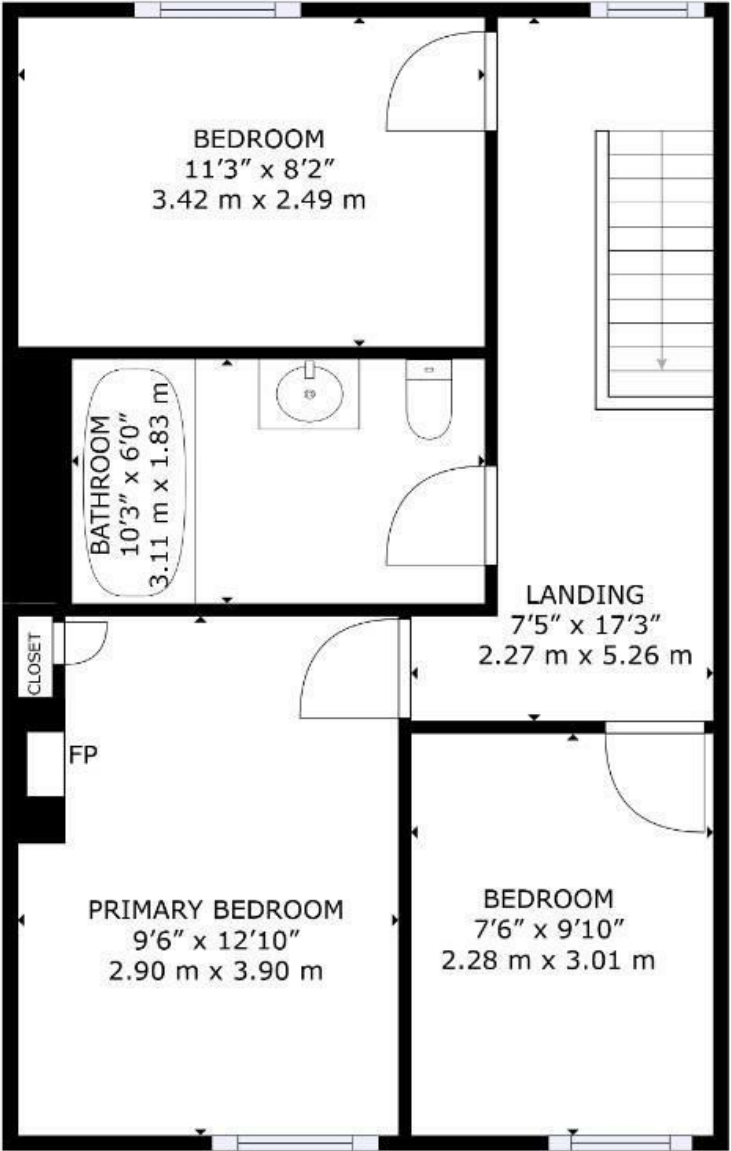 BEDROOM
11'3" x 8'2"
3.42 m x 2.49 m
BATHROOM
10'3" x 6'0"
3.11 m x 1.83 m
LANDING
7'5" x 17'3"
2.27 m x 5.26 m
CLOSET
FP
PRIMARY BEDROOM
9'6" x 12'10"
2.90 m x 3.90 m
BEDROOM
7'6" x 9'10"
2.28 m x 3.01 m